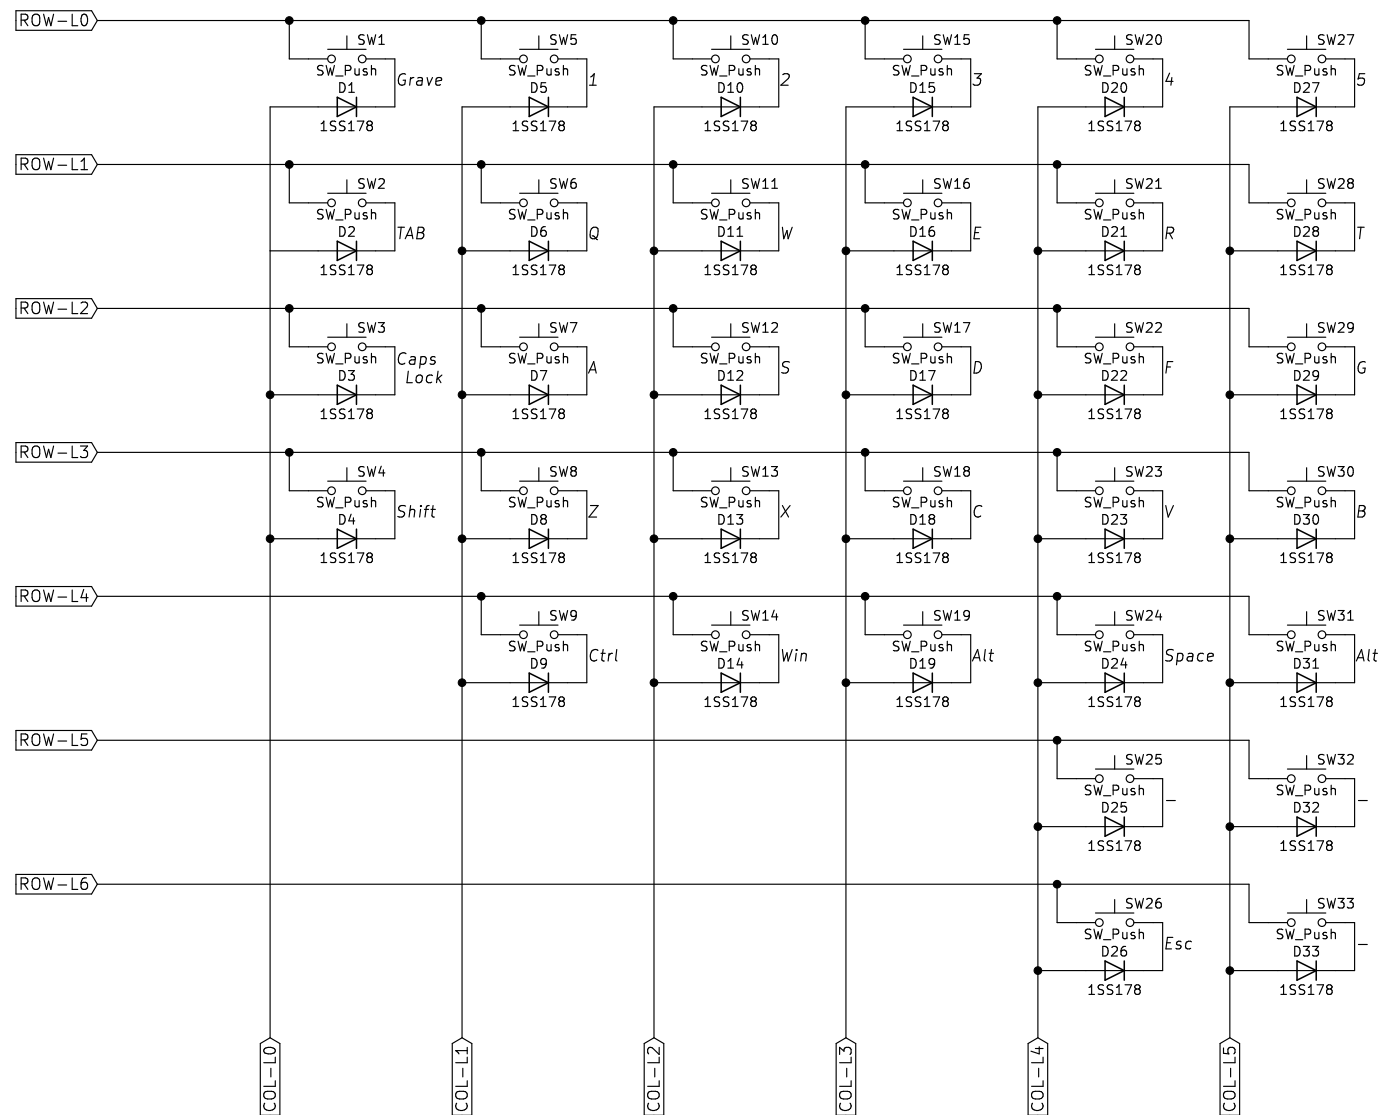 ROW-L0
SW1 SW5 SW10 SW15 SW20 SW27
SW_Push SW_Push SW_Push SW_Push SW_Push SW_Push
Grave 1 2 3 4 5
D1 D5 D10 D15 D20 D27
1SS178 1SS178 1SS178 1SS178 1SS178 1SS178
ROW-L1
SW2 SW6 SW11 SW16 SW21 SW28
SW_Push SW_Push SW_Push SW_Push SW_Push SW_Push
D2 D6 D11 D16 D21 D28
TAB Q W E R T
1SS178 1SS178 1SS178 1SS178 1SS178 1SS178
ROW-L2
SW3 SW7 SW12 SW17 SW22 SW29
SW_Push SW_Push SW_Push SW_Push SW_Push SW_Push
Caps A S D F G
Lock
D3 D7 D12 D17 D22 D29
1SS178 1SS178 1SS178 1SS178 1SS178 1SS178
ROW-L3
SW4 SW8 SW13 SW18 SW23 SW30
SW_Push SW_Push SW_Push SW_Push SW_Push SW_Push
Shift Z X C V B
D4 D8 D13 D18 D23 D30
1SS178 1SS178 1SS178 1SS178 1SS178 1SS178
ROW-L4
SW9 SW14 SW19 SW24 SW31
SW_Push SW_Push SW_Push SW_Push SW_Push
Ctrl Win Alt Space Alt
D9 D14 D19 D24 D31
1SS178 1SS178 1SS178 1SS178 1SS178
ROW-L5
SW25 SW32
SW_Push SW_Push
- -
D25 D32
1SS178 1SS178
ROW-L6
SW26 SW33
SW_Push SW_Push
Esc -
D26 D33
1SS178 1SS178
COL-L0 COL-L1 COL-L2 COL-L3 COL-L4 COL-L5